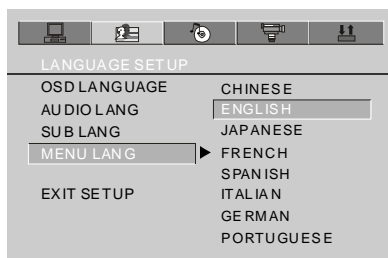 LANGUAGE SETUP
OSD LANGUAGE
AUDIO LANG
SUB LANG
MENU LANG
EXIT SETUP
CHINESE
ENGLISH
JAPANESE
FRENCH
SPANISH
ITALIAN
GERMAN
PORTUGUESE